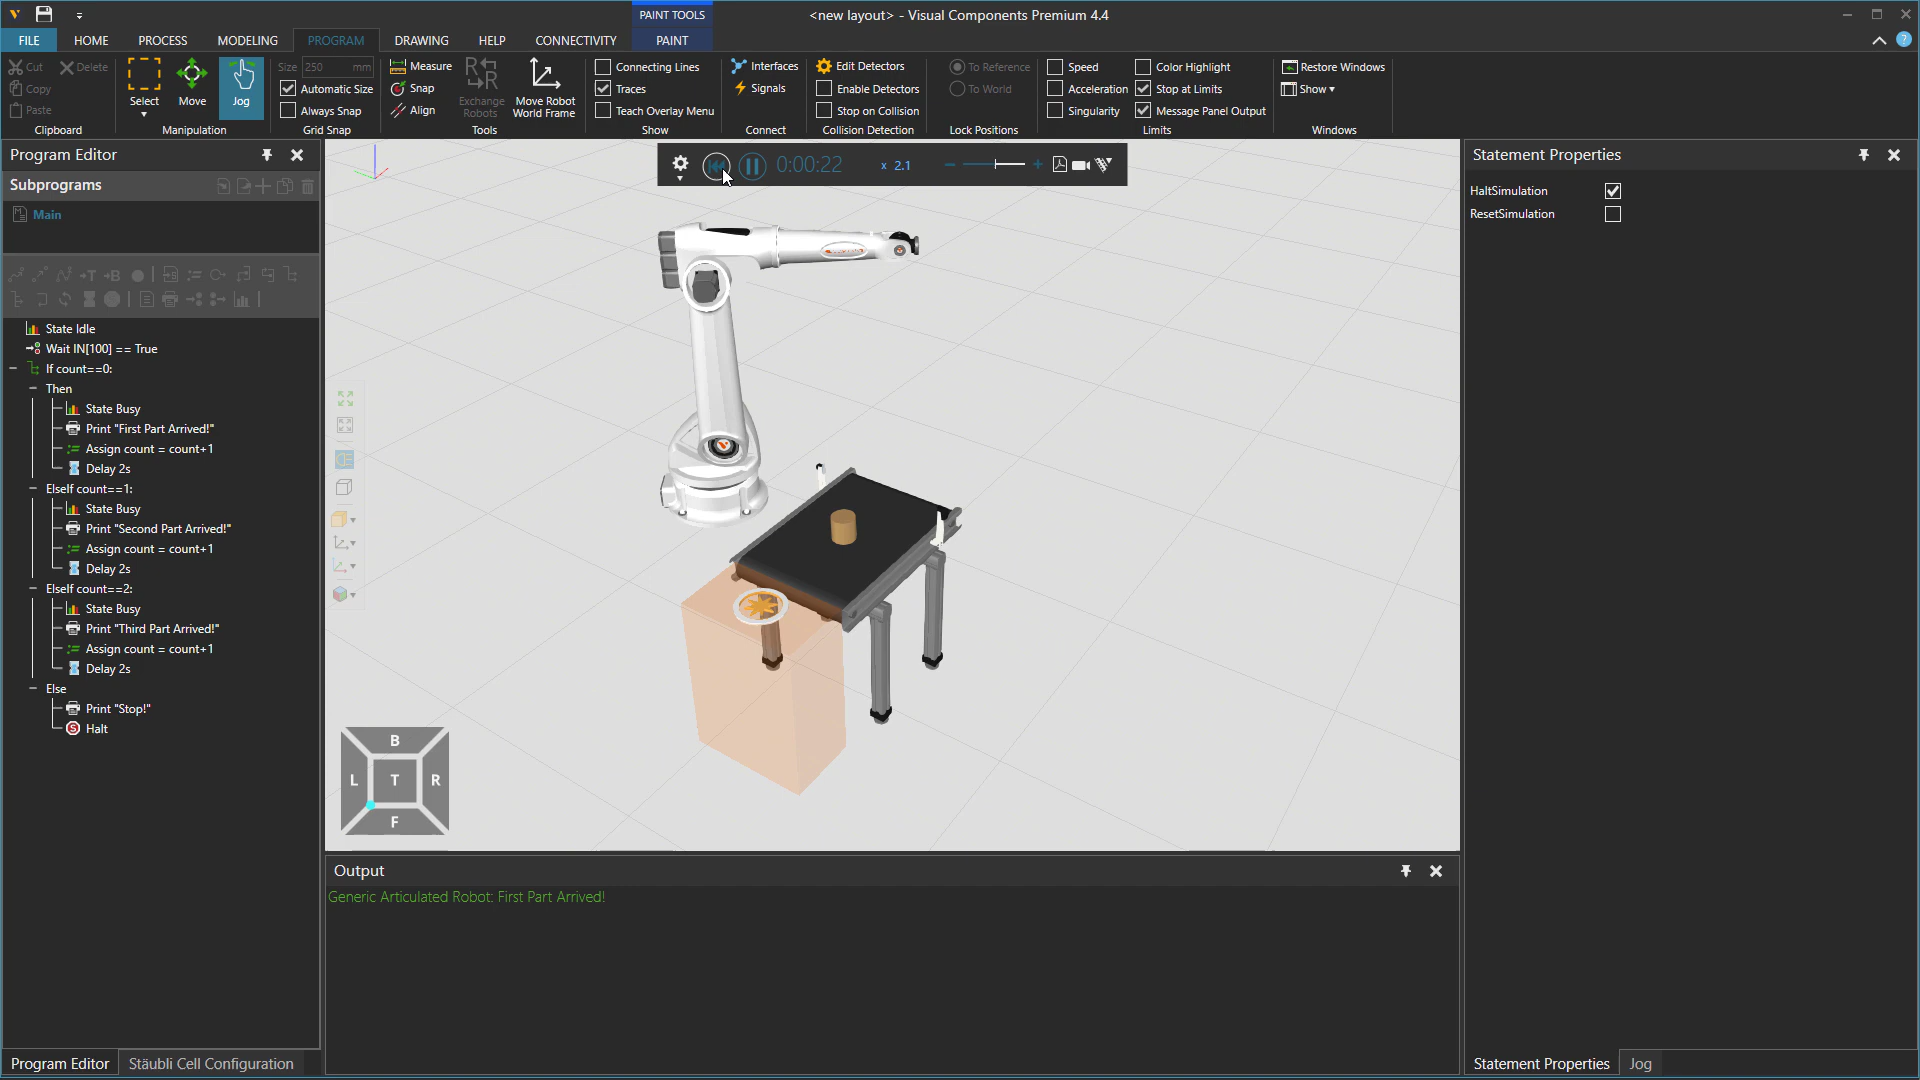 PAINT TOOLS
<new layout> - Visual Components Premium 4.4
FILE HOME PROCESS MODELING PROGRAM DRAWING HELP CONNECTIVITY PAINT
Cut Delete
Copy
Paste
Clipboard
Select Move Jog
Manipulation
Size 250 mm
Automatic Size
Always Snap
Grid Snap
Measure
Snap
Align
Exchange Robots
Move Robot World Frame
Tools
Connecting Lines
Traces
Teach Overlay Menu
Show
Interfaces
Signals
Connect
Edit Detectors
Enable Detectors
Stop on Collision
Collision Detection
To Reference
To World
Lock Positions
Speed
Acceleration
Singularity
Color Highlight
Stop at Limits
Message Panel Output
Limits
Restore Windows
Show
Windows
Program Editor
Subprograms
Main
State Idle
Wait IN[100] == True
If count==0:
Then
State Busy
Print "First Part Arrived!"
Assign count = count+1
Delay 2s
ElseIf count==1:
State Busy
Print "Second Part Arrived!"
Assign count = count+1
Delay 2s
ElseIf count==2:
State Busy
Print "Third Part Arrived!"
Assign count = count+1
Delay 2s
Else
Print "Stop!"
Halt
Program Editor Stäubli Cell Configuration
0:00:22 x 2.1
B
L T R
F
Output
Generic Articulated Robot: First Part Arrived!
Statement Properties
HaltSimulation
ResetSimulation
Statement Properties Jog